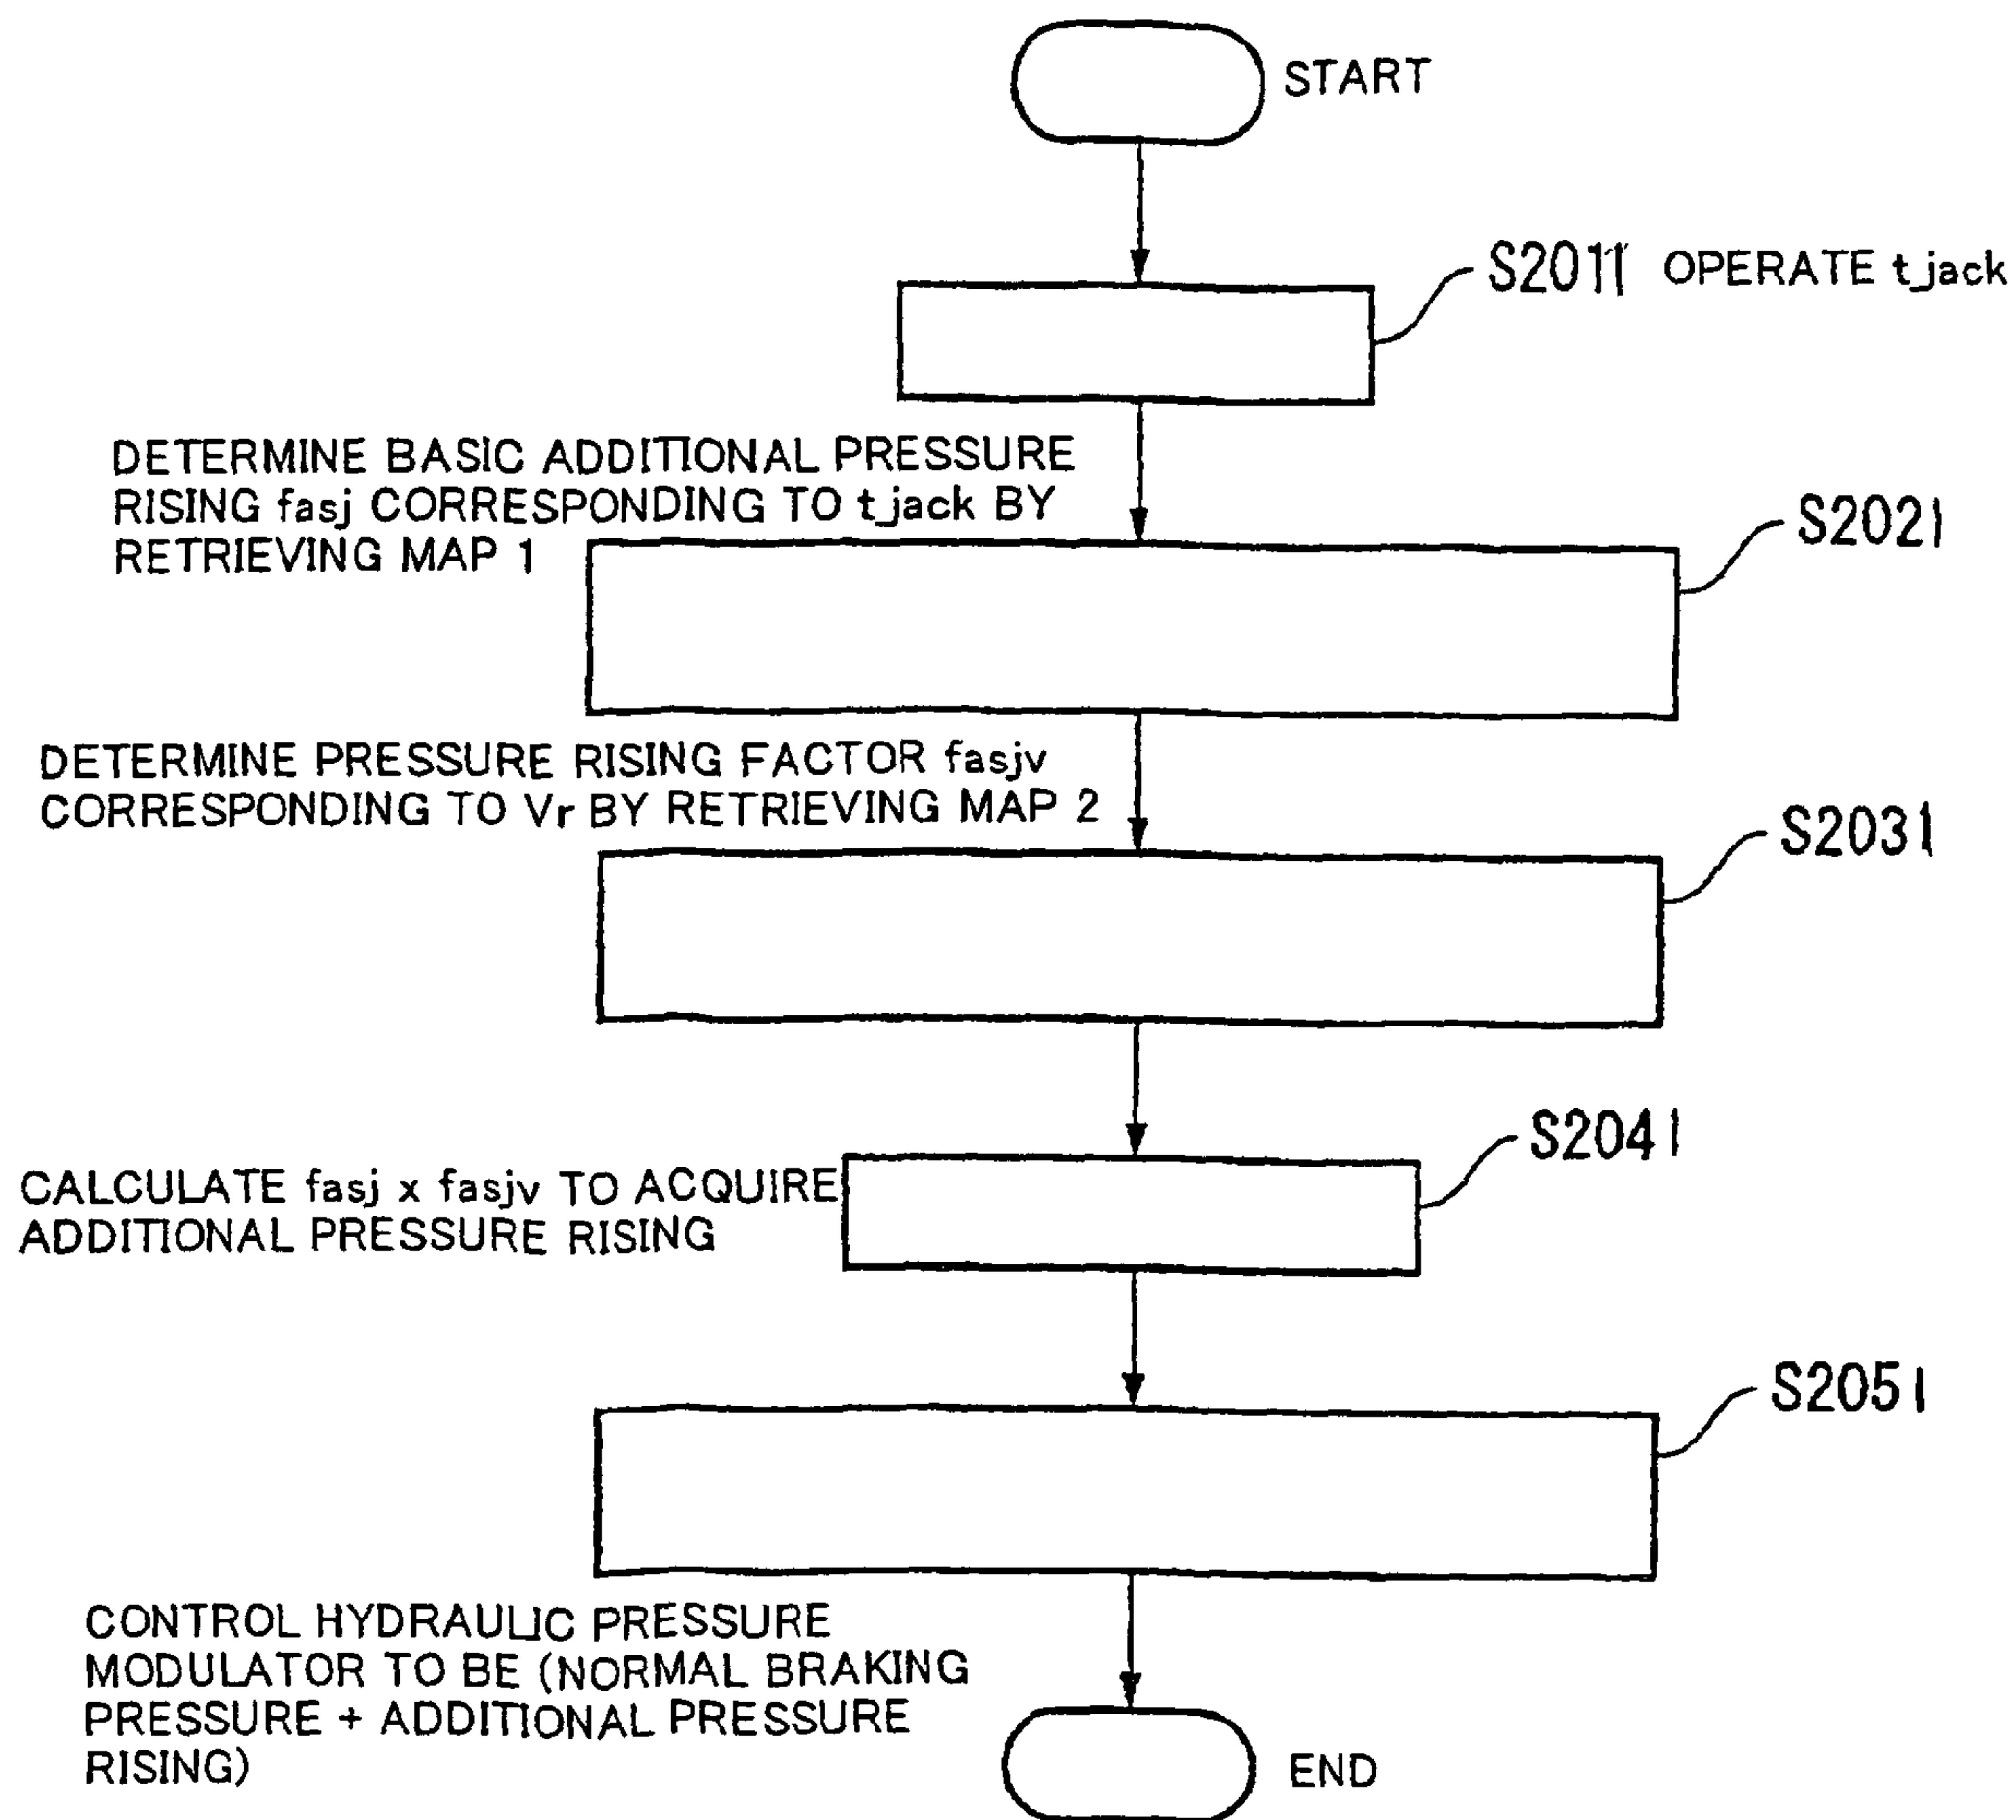 START
S2011 OPERATE tjack
DETERMINE BASIC ADDITIONAL PRESSURE
RISING fasj CORRESPONDING TO tjack BY
RETRIEVING MAP 1
S2021
DETERMINE PRESSURE RISING FACTOR fasjv
CORRESPONDING TO Vr BY RETRIEVING MAP 2
S2031
S2041
CALCULATE fasj x fasjv TO ACQUIRE
ADDITIONAL PRESSURE RISING
S2051
CONTROL HYDRAULIC PRESSURE
MODULATOR TO BE (NORMAL BRAKING
PRESSURE + ADDITIONAL PRESSURE
RISING)
END